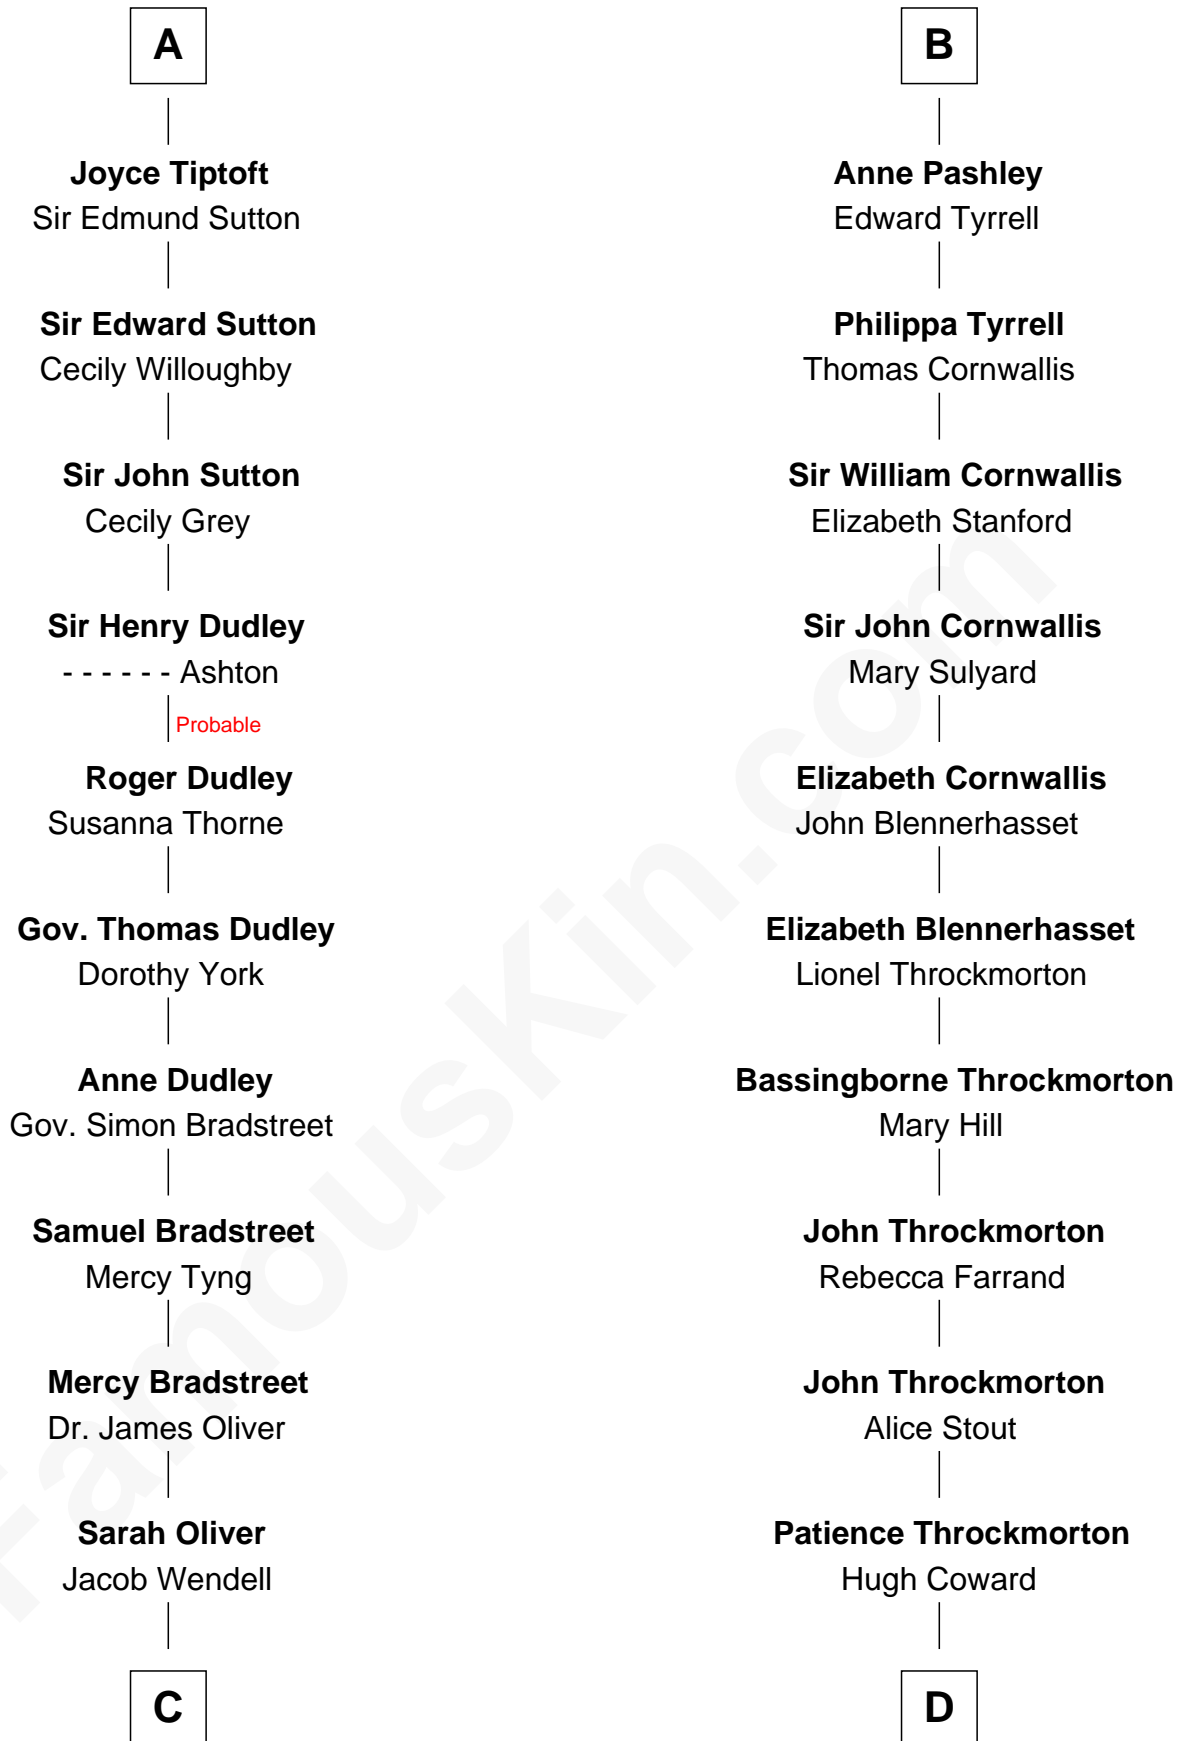 A
Joyce Tiptoft
Sir Edmund Sutton
Sir Edward Sutton
Cecily Willoughby
Sir John Sutton
Cecily Grey
Sir Henry Dudley
- - - - - - Ashton
Probable
Roger Dudley
Susanna Thorne
Gov. Thomas Dudley
Dorothy York
Anne Dudley
Gov. Simon Bradstreet
Samuel Bradstreet
Mercy Tyng
Mercy Bradstreet
Dr. James Oliver
Sarah Oliver
Jacob Wendell
C
B
Anne Pashley
Edward Tyrrell
Philippa Tyrrell
Thomas Cornwallis
Sir William Cornwallis
Elizabeth Stanford
Sir John Cornwallis
Mary Sulyard
Elizabeth Cornwallis
John Blennerhasset
Elizabeth Blennerhasset
Lionel Throckmorton
Bassingborne Throckmorton
Mary Hill
John Throckmorton
Rebecca Farrand
John Throckmorton
Alice Stout
Patience Throckmorton
Hugh Coward
D
FamousKin.com